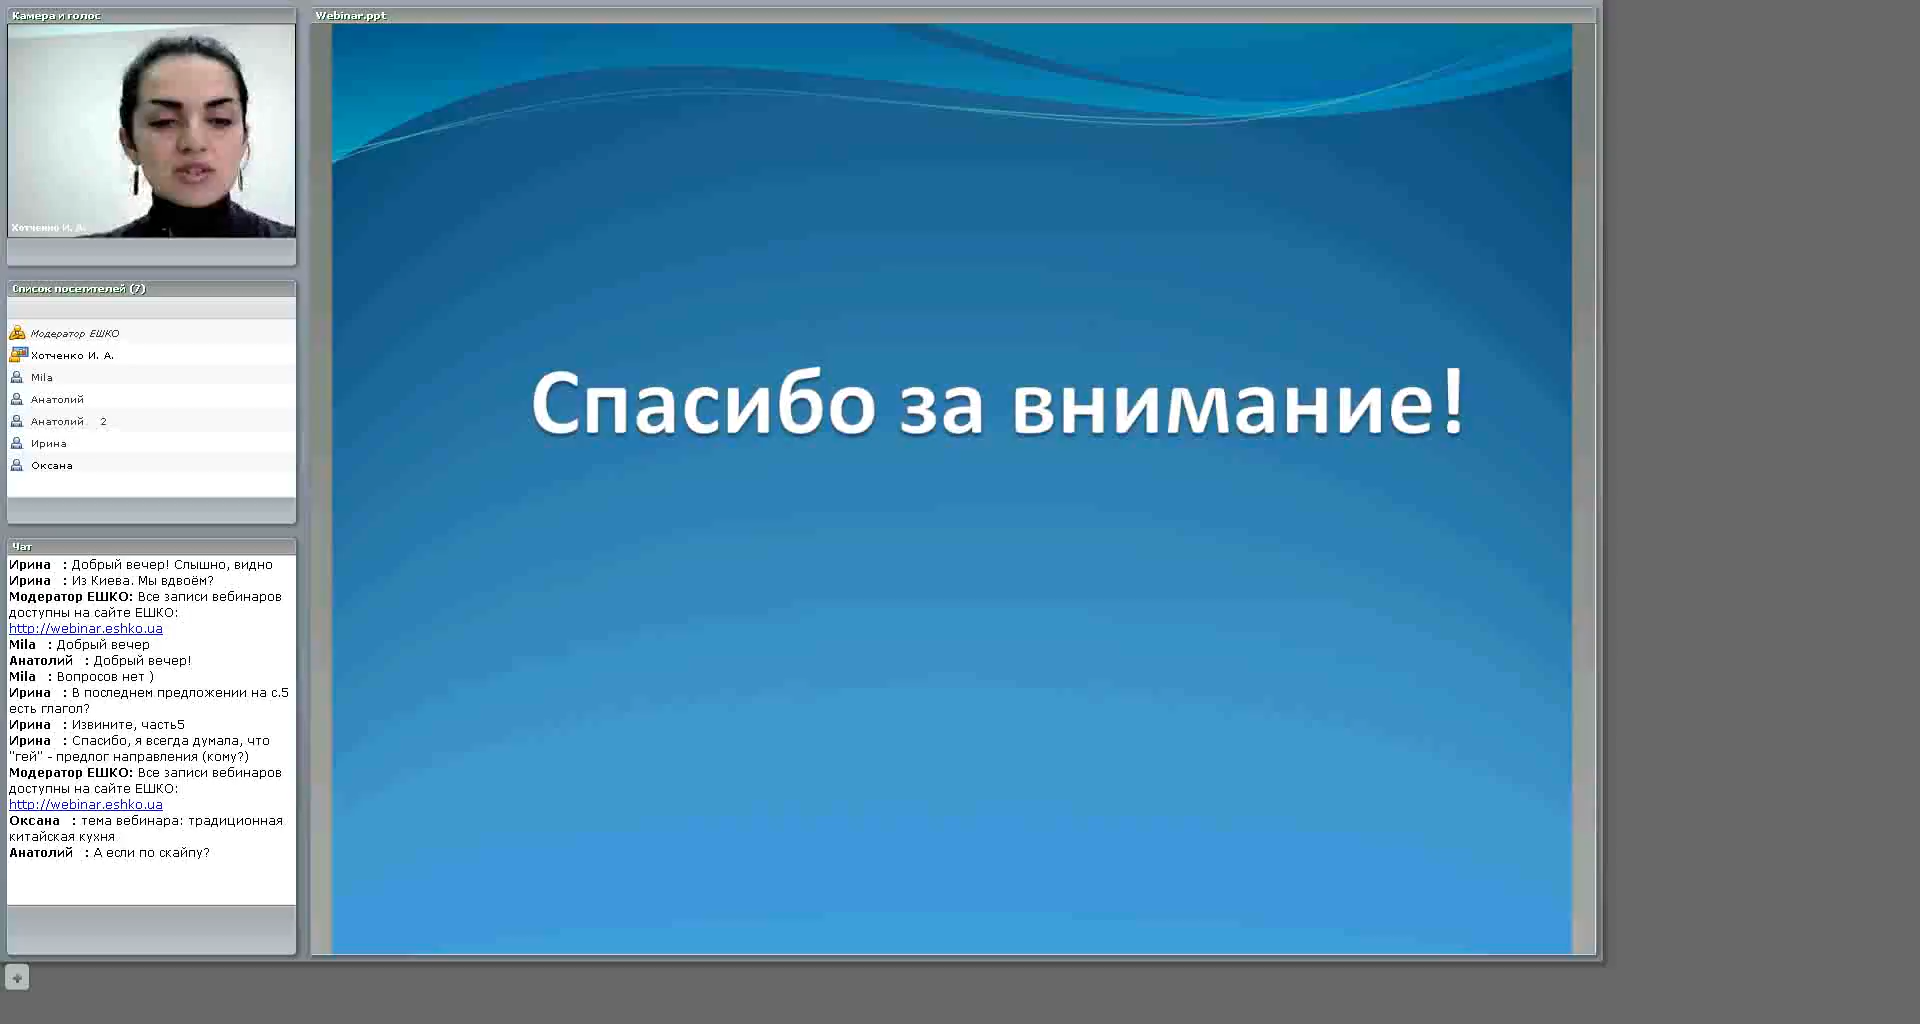 Камера и голос
Хотченко И. А.
Список посетителей (7)
Модератор ЕШКО
Хотченко И. А.
Mila
Анатолий
Анатолий 2
Ирина
Оксана
Чат
Ирина : Добрый вечер! Слышно, видно
Ирина : Из Киева. Мы вдвоём?
Модератор ЕШКО: Все записи вебинаров
доступны на сайте ЕШКО:
http://webinar.eshko.ua
Mila : Добрый вечер
Анатолий : Добрый вечер!
Mila : Вопросов нет )
Ирина : В последнем предложении на с.5
есть глагол?
Ирина : Извините, часть5
Ирина : Спасибо, я всегда думала, что
"гей" - предлог направления (кому?)
Модератор ЕШКО: Все записи вебинаров
доступны на сайте ЕШКО:
http://webinar.eshko.ua
Оксана : тема вебинара: традиционная
китайская кухня
Анатолий : А если по скайпу?
Webinar.ppt
Спасибо за внимание!